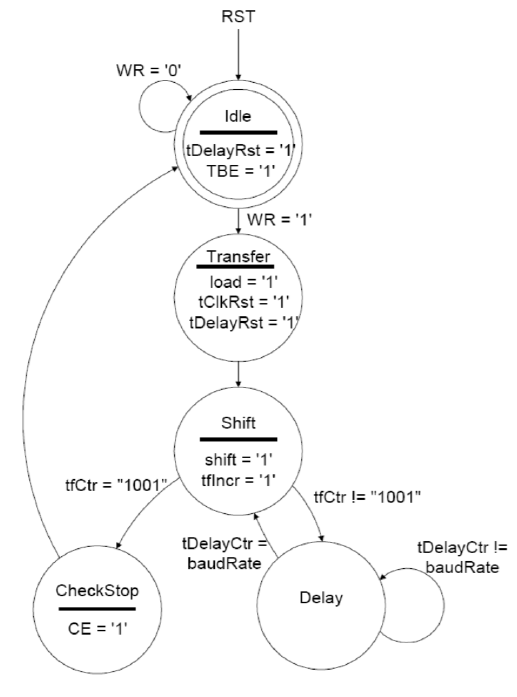 RST
WR = '0'
Idle
tDelayRst = '1'
TBE = '1'
WR = '1'
Transfer
load = '1'
tClkRst = '1'
tDelayRst = '1'
Shift
shift = '1'
tfIncr = '1'
tfCtr = "1001"
tfCtr != "1001"
tDelayCtr =
baudRate
tDelayCtr !=
baudRate
CheckStop
CE = '1'
Delay